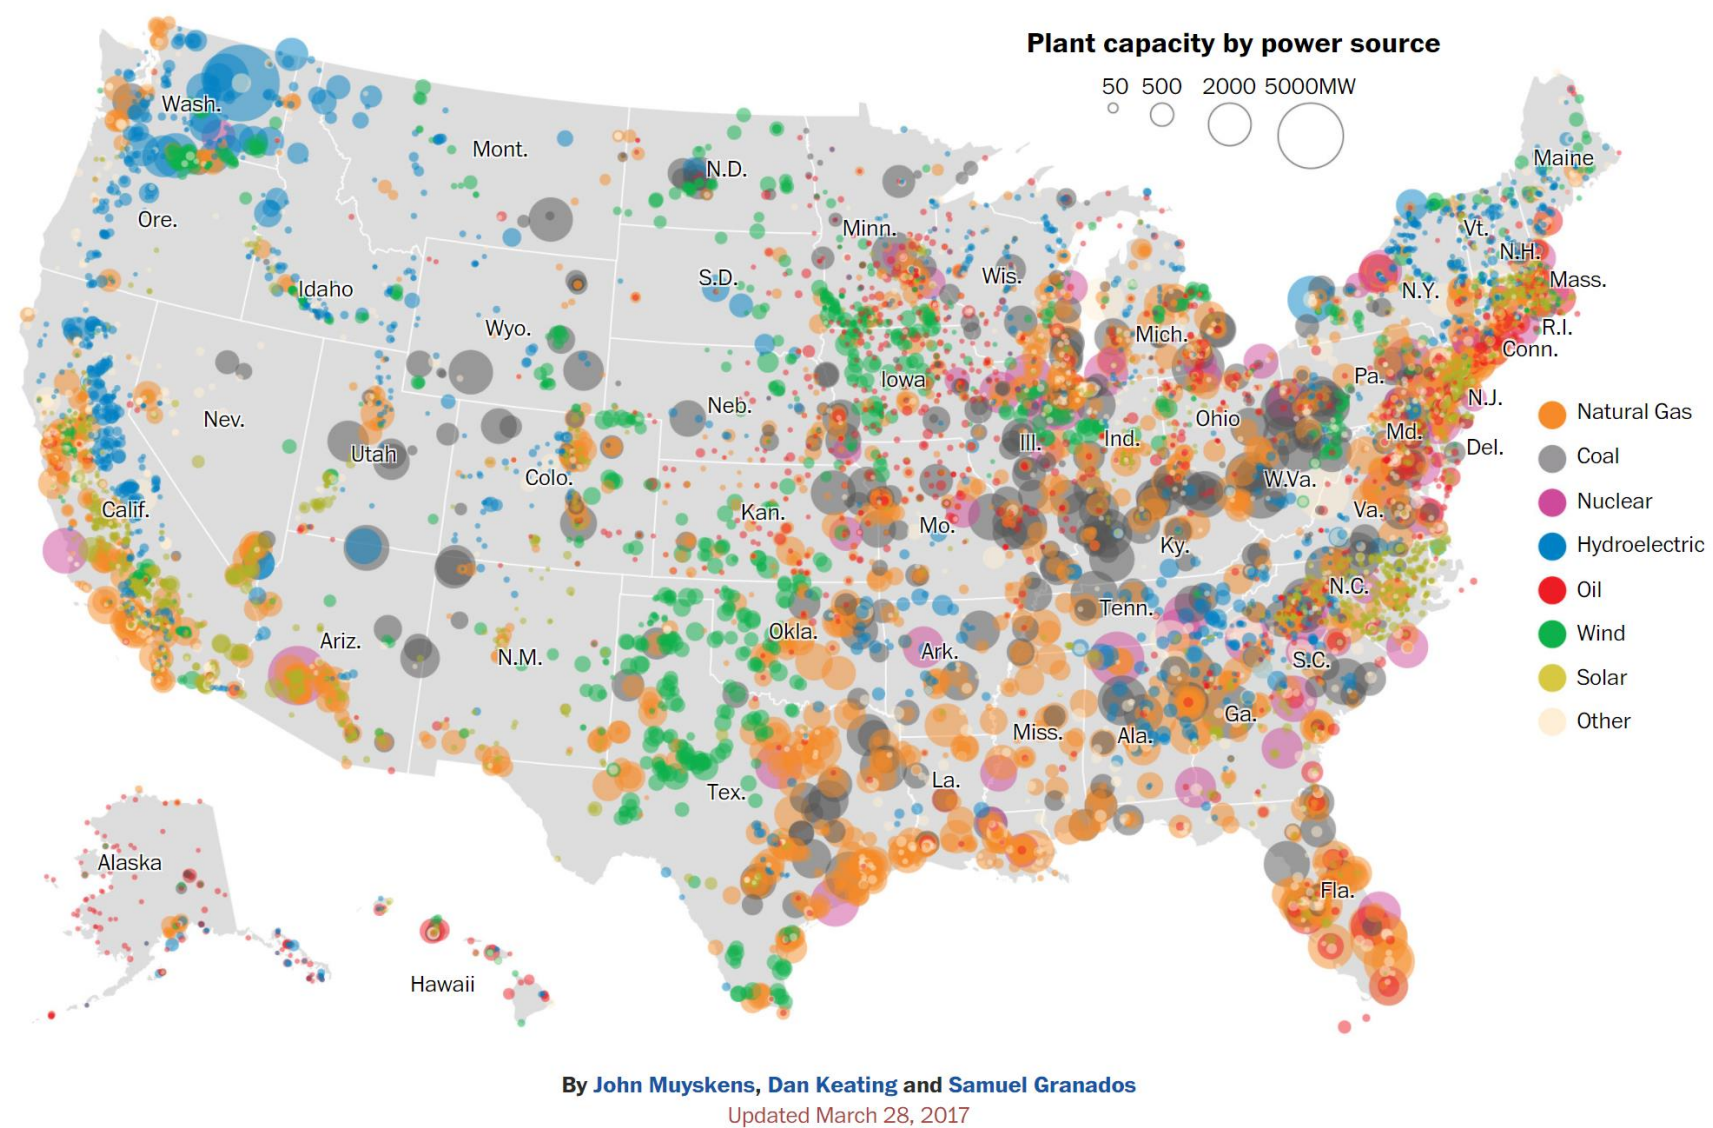 Plant capacity by power source
50 500 2000 5000MW
Wash.
Mont.
N.D.
Maine
Ore.
Minn.
Vt.
N.H.
Idaho
S.D.
Wis.
N.Y.
Mass.
Wyo.
Mich.
R.I.
Conn.
Iowa
Pa.
Nev.
Neb.
Ohio
N.J.
Utah
Ill.
Ind.
Md.
Del.
Colo.
W.Va.
Calif.
Kan.
Mo.
Va.
Ky.
N.C.
Ariz.
N.M.
Okla.
Tenn.
Ark.
S.C.
Tex.
La.
Miss.
Ala.
Ga.
Fla.
Alaska
Hawaii
Natural Gas
Coal
Nuclear
Hydroelectric
Oil
Wind
Solar
Other
By John Muyskens, Dan Keating and Samuel Granados
Updated March 28, 2017